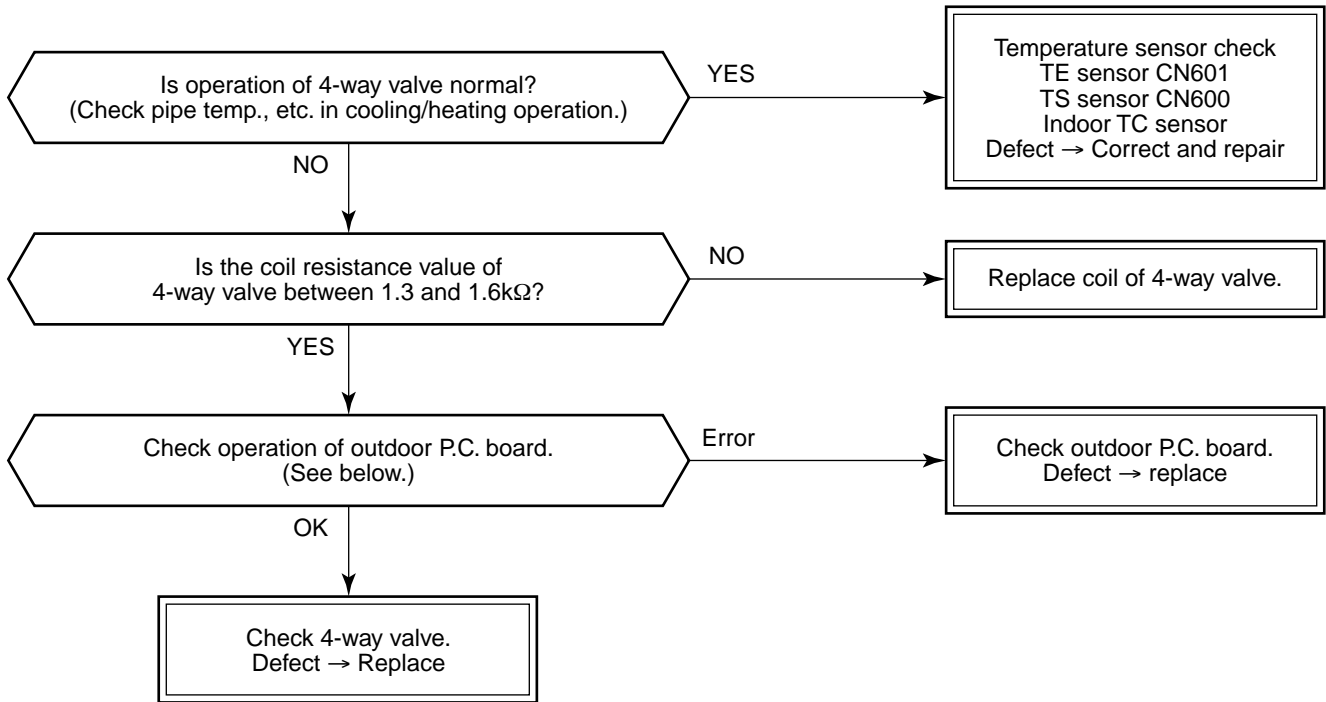 Is operation of 4-way valve normal?
(Check pipe temp., etc. in cooling/heating operation.)
YES
Temperature sensor check
TE sensor CN601
TS sensor CN600
Indoor TC sensor
Defect → Correct and repair
NO
Is the coil resistance value of
4-way valve between 1.3 and 1.6kΩ?
NO
Replace coil of 4-way valve.
YES
Check operation of outdoor P.C. board.
(See below.)
Error
Check outdoor P.C. board.
Defect → replace
OK
Check 4-way valve.
Defect → Replace